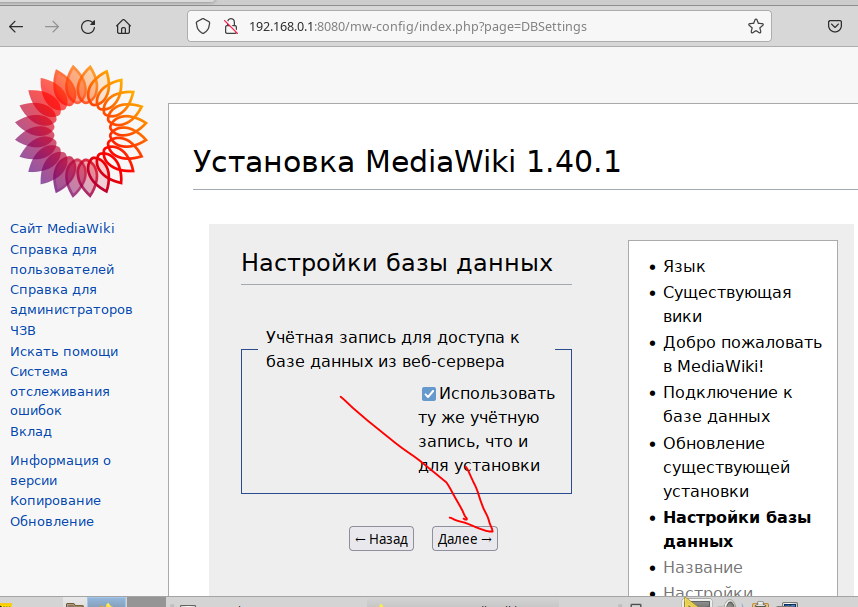 192.168.0.1:8080/mw-config/index.php?page=DBSettings
Установка MediaWiki 1.40.1
Сайт MediaWiki
Справка для
пользователей
Справка для
администраторов
ЧЗВ
Искать помощи
Система
отслеживания
ошибок
Вклад
Информация о
версии
Копирование
Обновление
Настройки базы данных
Учётная запись для доступа к
базе данных из веб-сервера
Использовать
ту же учётную
запись, что и
для установки
← Назад
Далее →
Язык
Существующая
вики
Добро пожаловать
в MediaWiki!
Подключение к
базе данных
Обновление
существующей
установки
Настройки базы
данных
Название
Настройки